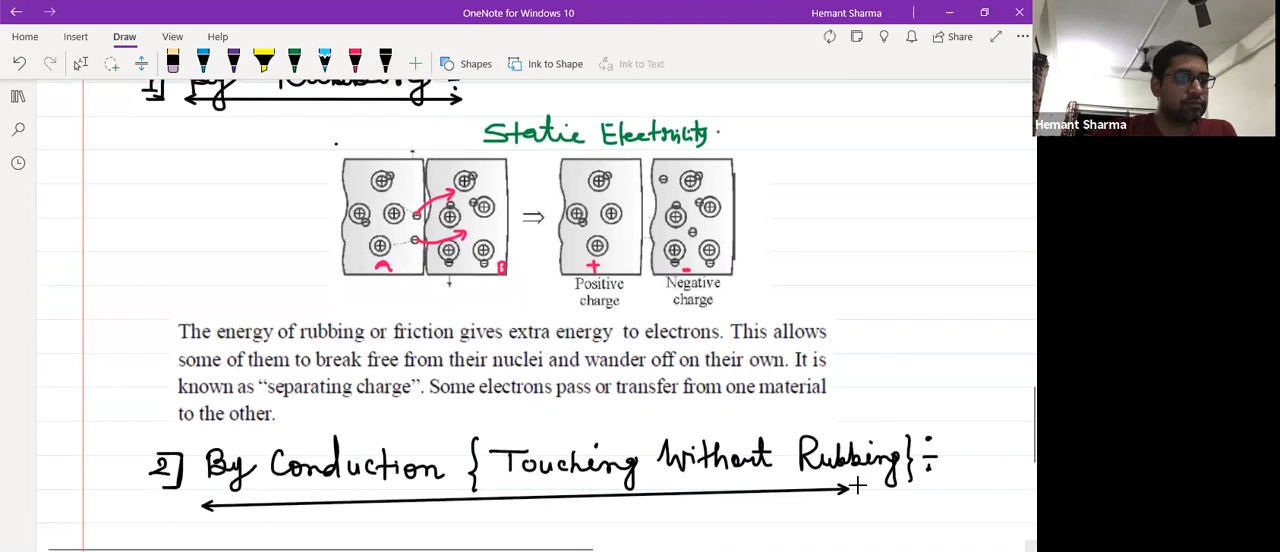 OneNote for Windows 10
Hemant Sharma
Home Insert Draw View Help
Share
Shapes Ink to Shape Ink to Text
Hemant Sharma
1] By Rubbing :
Static Electricity.
A B + -
Positive charge
Negative charge
The energy of rubbing or friction gives extra energy to electrons. This allows
some of them to break free from their nuclei and wander off on their own. It is
known as “separating charge”. Some electrons pass or transfer from one material
to the other.
2] By Conduction { Touching Without Rubbing } ÷